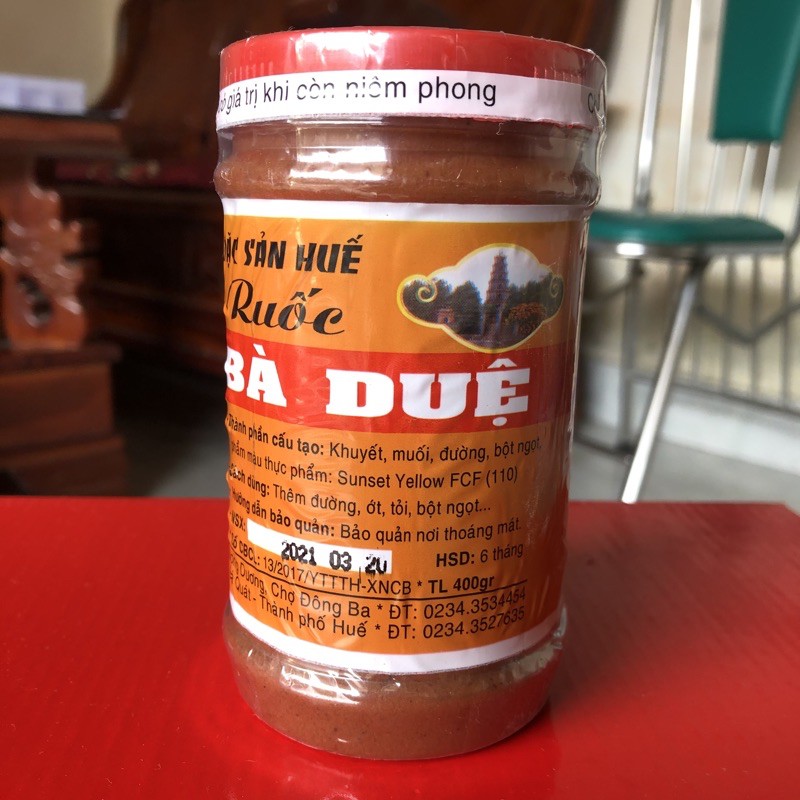 giá trị khi còn niêm phong
ĐẶC SẢN HUẾ
Ruốc
BÀ DUỆ
Thành phần cấu tạo: Khuyết, muối, đường, bột ngọt,
phẩm màu thực phẩm: Sunset Yellow FCF (110)
Cách dùng: Thêm đường, ớt, tỏi, bột ngọt...
Hướng dẫn bảo quản: Bảo quản nơi thoáng mát.
NSX: 2021 03 20 HSD: 6 tháng
Số CBCL: 13/2017/YTTTH-XNCB * TL 400gr
Dương, Chợ Đông Ba * ĐT: 0234.3534454
Quát - Thành phố Huế * ĐT: 0234.3527635